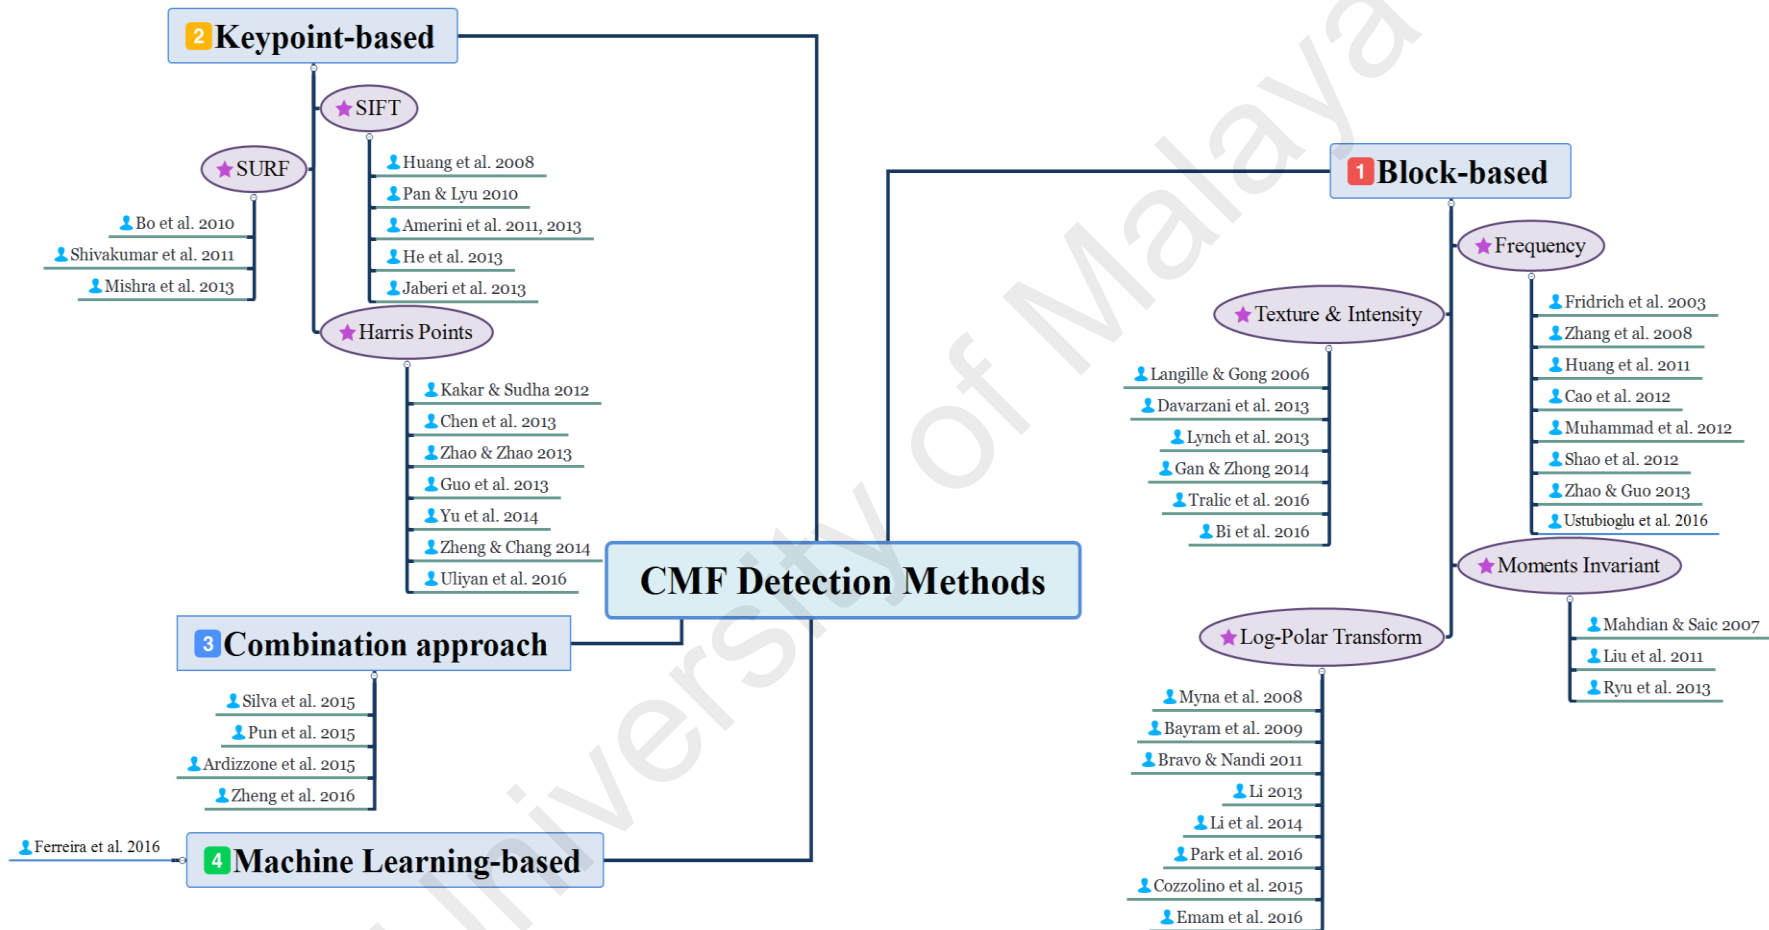 2 Keypoint-based
SIFT
Huang et al. 2008
Pan & Lyu 2010
Amerini et al. 2011, 2013
He et al. 2013
Jaberi et al. 2013
SURF
Bo et al. 2010
Shivakumar et al. 2011
Mishra et al. 2013
Harris Points
Kakar & Sudha 2012
Chen et al. 2013
Zhao & Zhao 2013
Guo et al. 2013
Yu et al. 2014
Zheng & Chang 2014
Uliyan et al. 2016
CMF Detection Methods
3 Combination approach
Silva et al. 2015
Pun et al. 2015
Ardizzone et al. 2015
Zheng et al. 2016
4 Machine Learning-based
Ferreira et al. 2016
1 Block-based
Frequency
Fridrich et al. 2003
Zhang et al. 2008
Huang et al. 2011
Cao et al. 2012
Muhammad et al. 2012
Shao et al. 2012
Zhao & Guo 2013
Ustubioglu et al. 2016
Texture & Intensity
Langille & Gong 2006
Davarzani et al. 2013
Lynch et al. 2013
Gan & Zhong 2014
Tralic et al. 2016
Bi et al. 2016
Moments Invariant
Mahdian & Saic 2007
Liu et al. 2011
Ryu et al. 2013
Log-Polar Transform
Myna et al. 2008
Bayram et al. 2009
Bravo & Nandi 2011
Li 2013
Li et al. 2014
Park et al. 2016
Cozzolino et al. 2015
Emam et al. 2016
University of Malaya